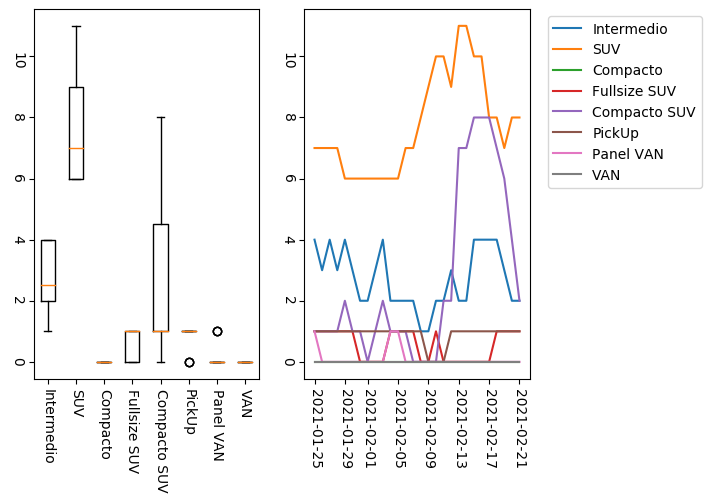 10
8
6
4
2
0
Intermedio
SUV
Compacto
Fullsize SUV
Compacto SUV
PickUp
Panel VAN
VAN
10
8
6
4
2
0
2021-01-25
2021-01-29
2021-02-01
2021-02-05
2021-02-09
2021-02-13
2021-02-17
2021-02-21
Intermedio
SUV
Compacto
Fullsize SUV
Compacto SUV
PickUp
Panel VAN
VAN